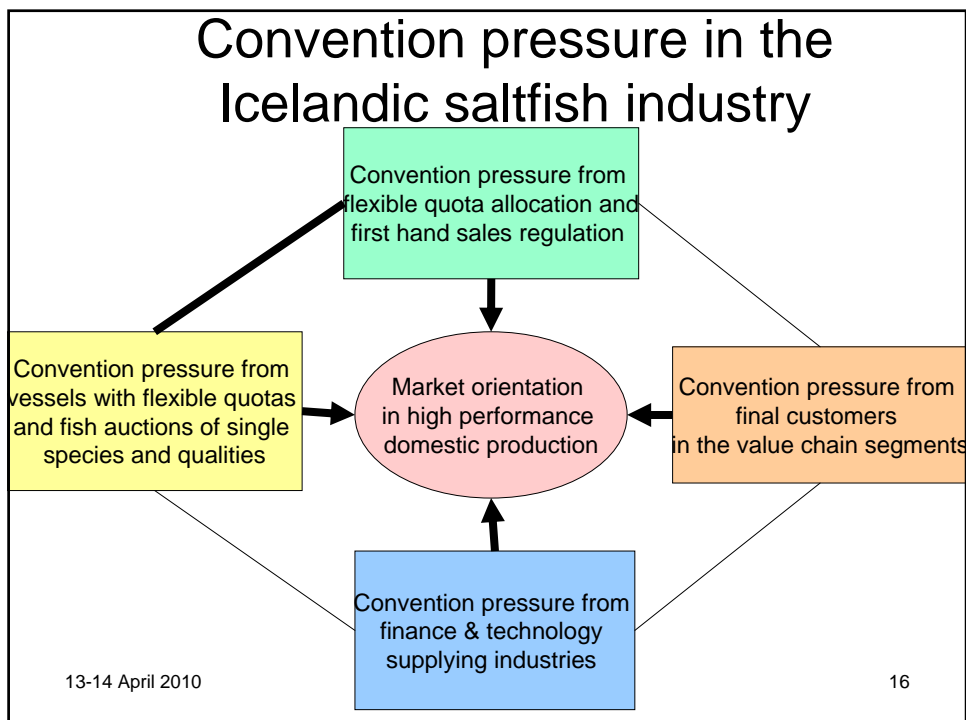 Convention pressure in the
Icelandic saltfish industry
Convention pressure from
flexible quota allocation and
first hand sales regulation
Convention pressure from
vessels with flexible quotas
and fish auctions of single
species and qualities
Market orientation
in high performance
domestic production
Convention pressure from
final customers
in the value chain segments
Convention pressure from
finance & technology
supplying industries
13-14 April 2010
16